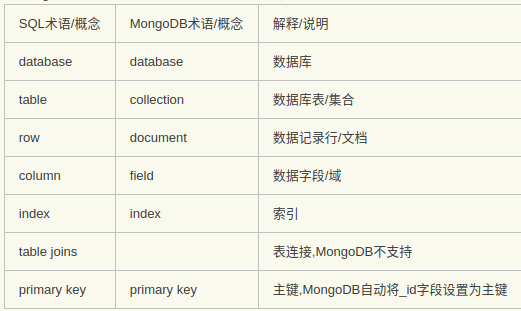 SQL术语/概念 MongoDB术语/概念 解释/说明
database database 数据库
table collection 数据库表/集合
row document 数据记录行/文档
column field 数据字段/域
index index 索引
table joins 表连接,MongoDB不支持
primary key primary key 主键,MongoDB自动将_id字段设置为主键